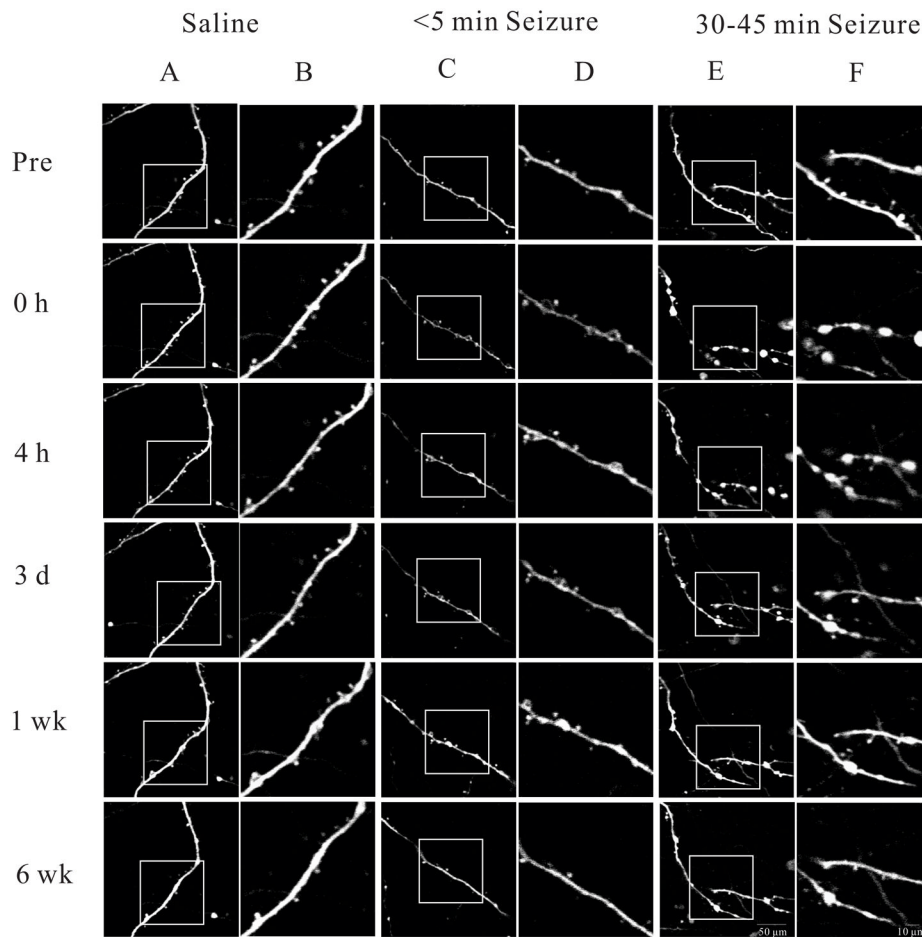 Saline <5 min Seizure 30-45 min Seizure
A B C D E F
Pre
0 h
4 h
3 d
1 wk
6 wk
50 μm 10 μm